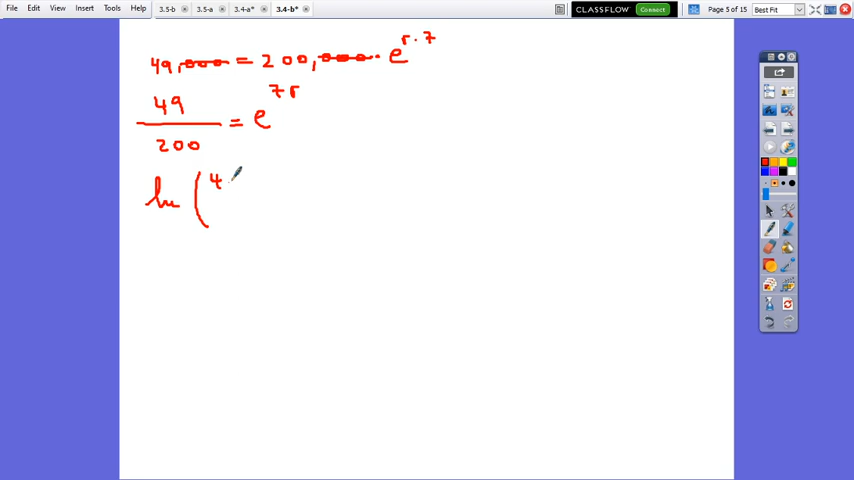 File Edit View Insert Tools Help 3.5-b 3.5-a 3.4-a* 3.4-b* CLASSFLOW Connect Page 5 of 15 Best Fit
49,000 = 200,000 · e^{r·7}
49/200 = e^{7r}
ln (4